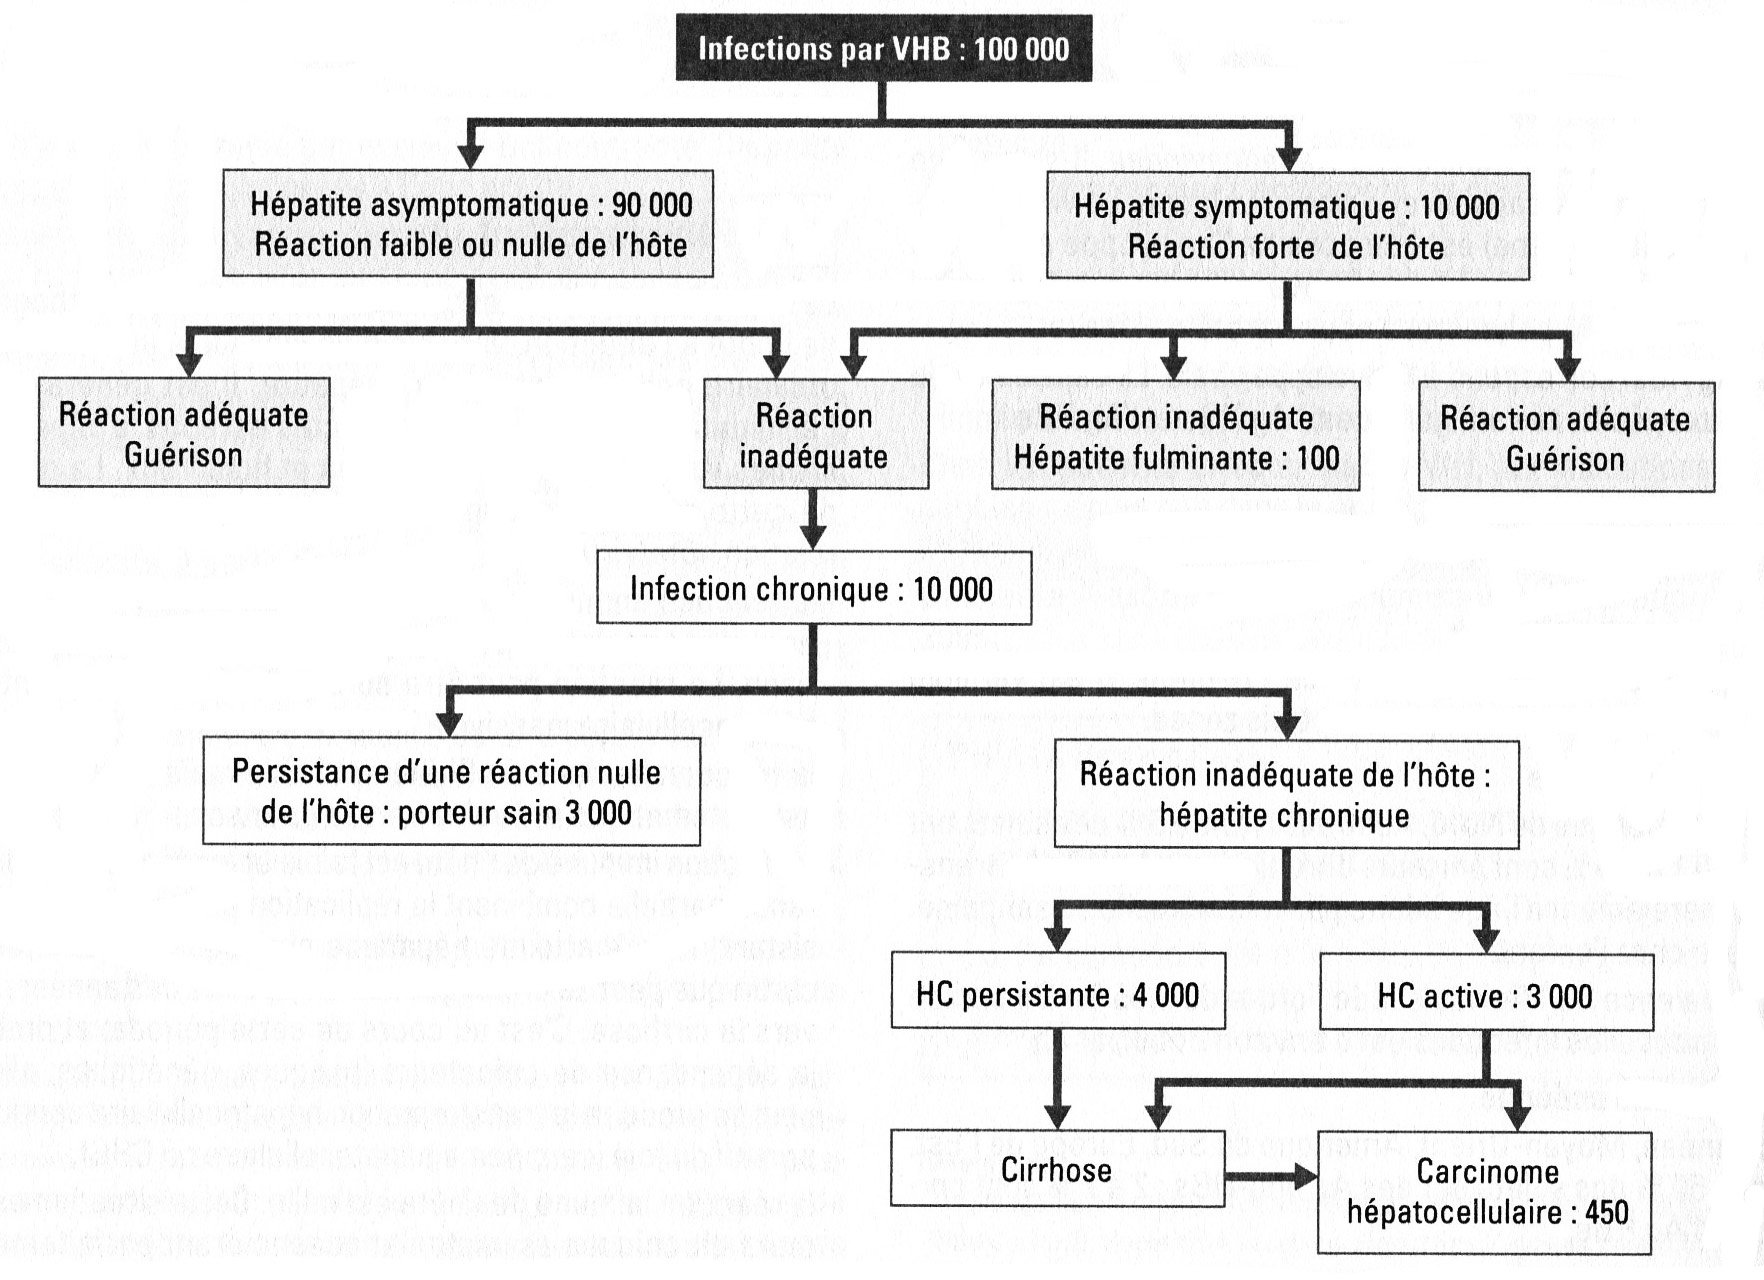 Infections par VHB : 100 000
Hépatite asymptomatique : 90 000
Réaction faible ou nulle de l'hôte
Hépatite symptomatique : 10 000
Réaction forte de l'hôte
Réaction adéquate
Guérison
Réaction
inadéquate
Réaction inadéquate
Hépatite fulminante : 100
Réaction adéquate
Guérison
Infection chronique : 10 000
Persistance d'une réaction nulle
de l'hôte : porteur sain 3 000
Réaction inadéquate de l'hôte :
hépatite chronique
HC persistante : 4 000
HC active : 3 000
Cirrhose
Carcinome
hépatocellulaire : 450